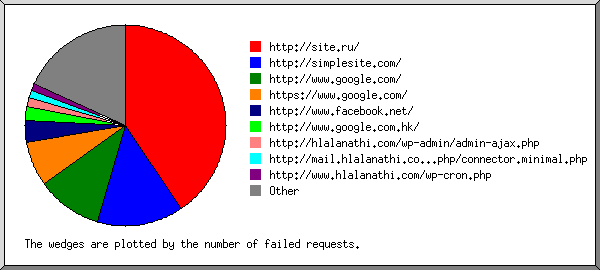 http://site.ru/
http://simplesite.com/
http://www.google.com/
https://www.google.com/
http://www.facebook.net/
http://www.google.com.hk/
http://hlalanathi.com/wp-admin/admin-ajax.php
http://mail.hlalanathi.co...php/connector.minimal.php
http://www.hlalanathi.com/wp-cron.php
Other
The wedges are plotted by the number of failed requests.